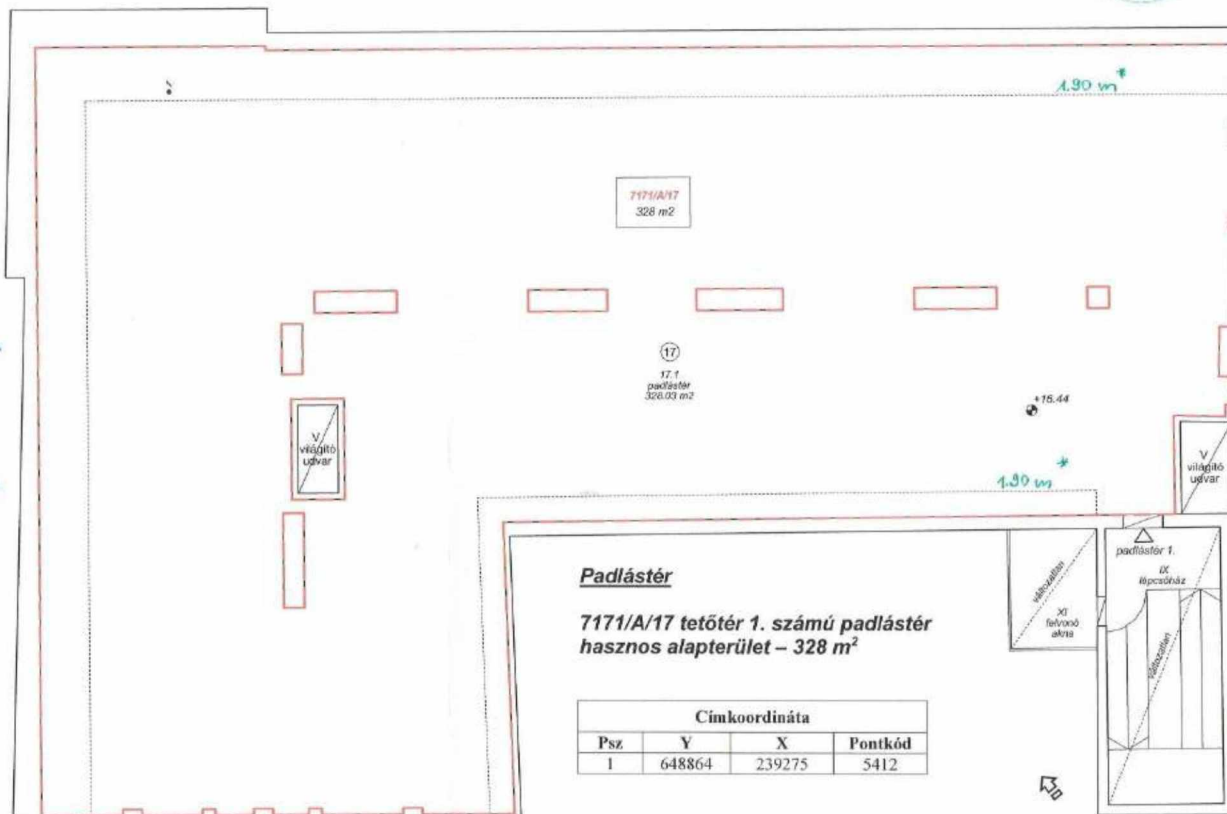 1.90 m*
7171/A/17
328 m2
17
17.1
padlástér
328.03 m2
+16.44
V
világító
udvar
V
világító
udvar
1.90 m*
padlástér 1.
IX
lépcsőház
változatlan
XI
felvonó
akna
változatlan
Padlástér
7171/A/17 tetőtér 1. számú padlástér
hasznos alapterület – 328 m²
Címkoordináta
Psz Y X Pontkód
1 648864 239275 5412